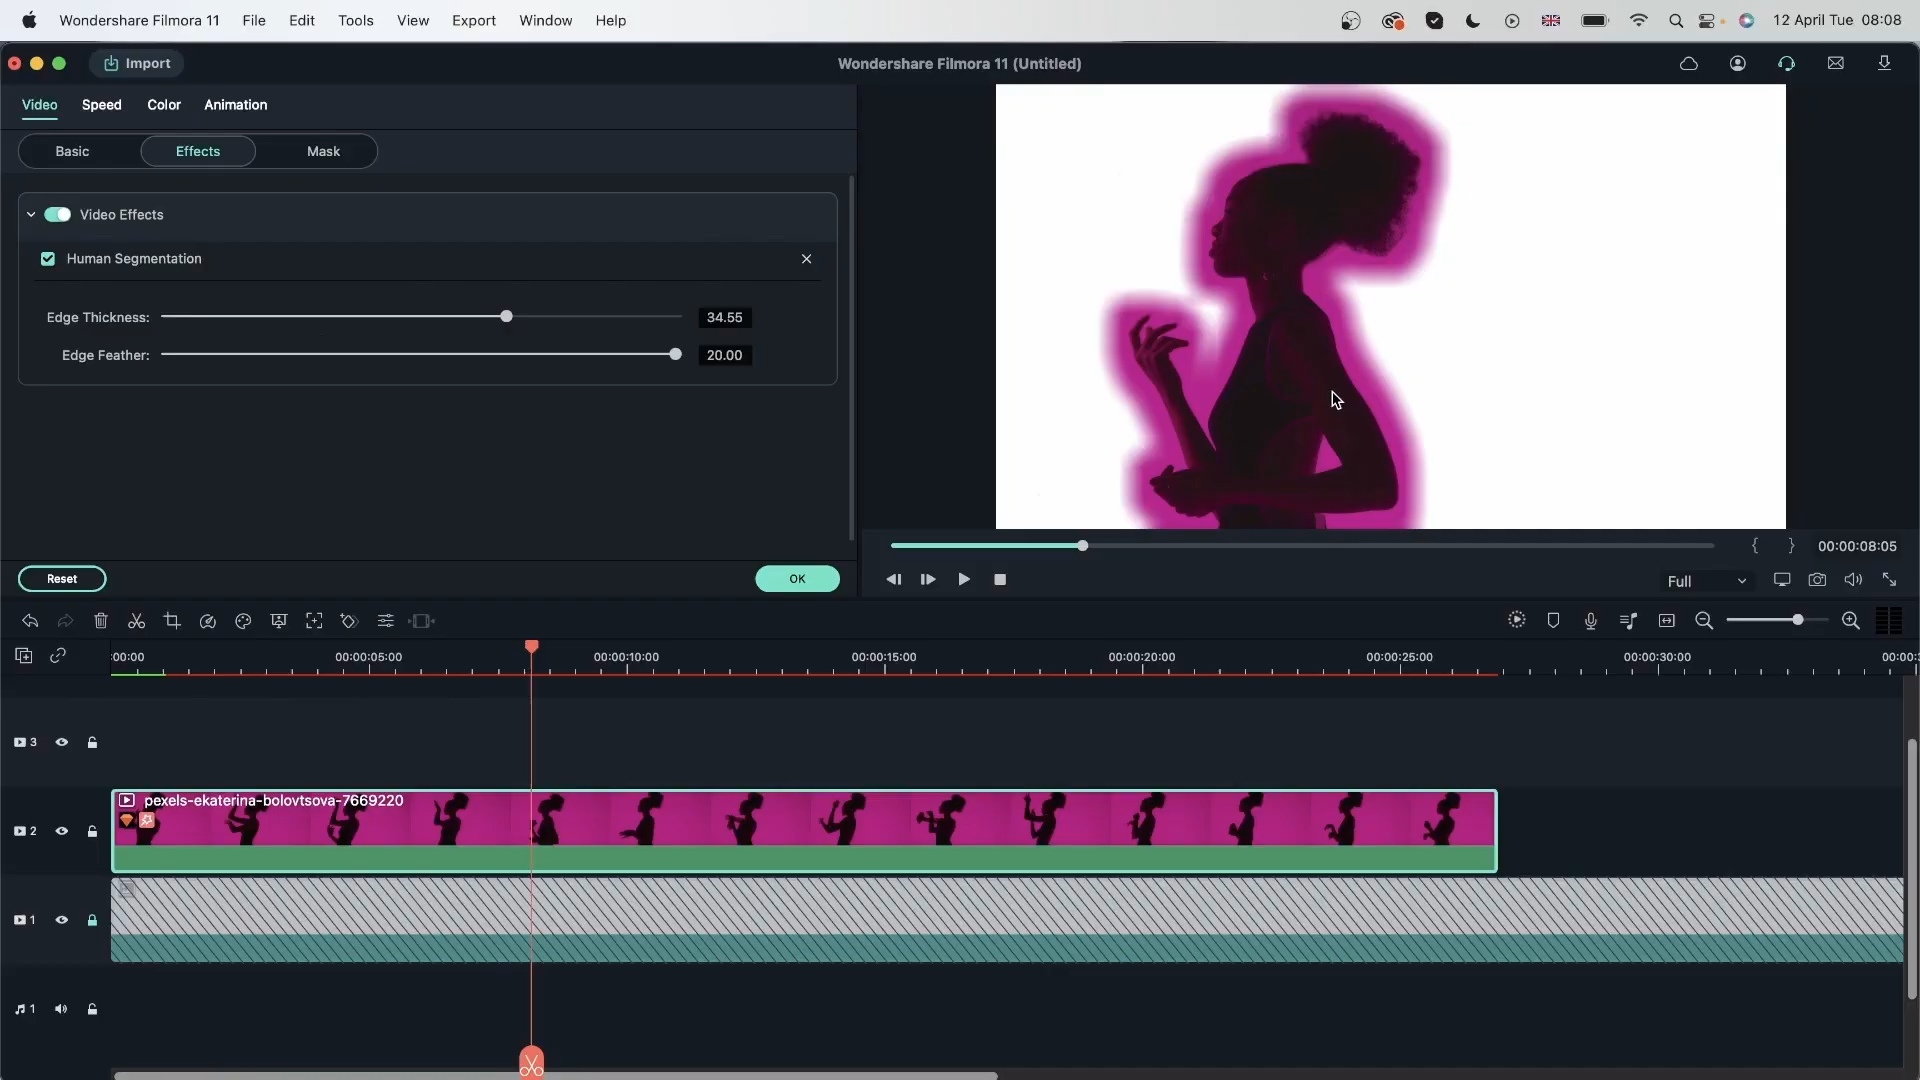 Wondershare Filmora 11 File Edit Tools View Export Window Help 12 April Tue 08:08
Import Wondershare Filmora 11 (Untitled)
Video Speed Color Animation
Basic Effects Mask
Video Effects
Human Segmentation
Edge Thickness: 34.55
Edge Feather: 20.00
{ } 00:00:08:05
Reset OK Full
:00:00 00:00:05:00 00:00:10:00 00:00:15:00 00:00:20:00 00:00:25:00 00:00:30:00 00:00:3
3
pexels-ekaterina-bolovtsova-7669220
2
1
1